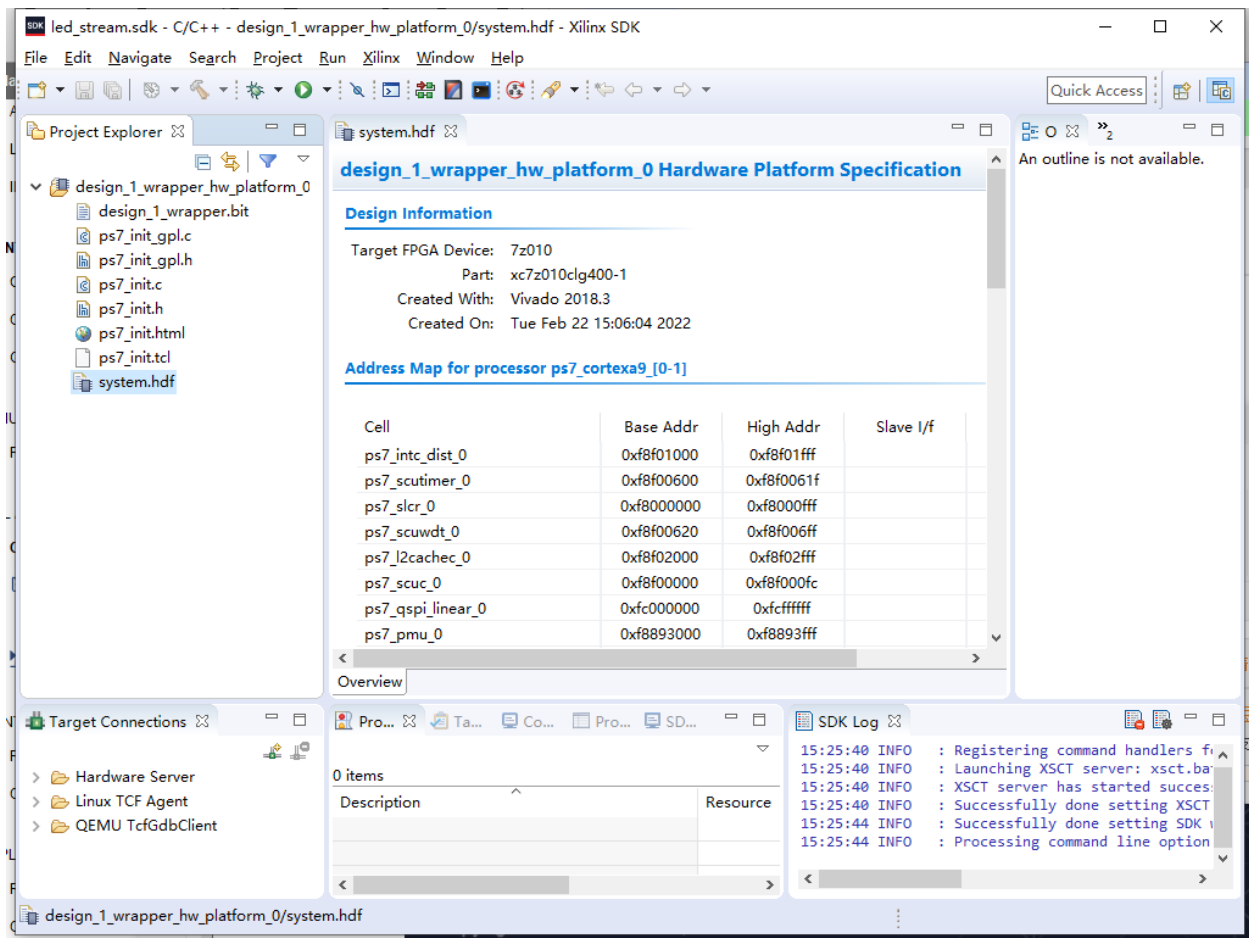 led_stream.sdk - C/C++ - design_1_wrapper_hw_platform_0/system.hdf - Xilinx SDK
File Edit Navigate Search Project Run Xilinx Window Help
Quick Access
Project Explorer
design_1_wrapper_hw_platform_0
design_1_wrapper.bit
ps7_init_gpl.c
ps7_init_gpl.h
ps7_init.c
ps7_init.h
ps7_init.html
ps7_init.tcl
system.hdf
system.hdf
design_1_wrapper_hw_platform_0 Hardware Platform Specification
Design Information
Target FPGA Device: 7z010
Part: xc7z010clg400-1
Created With: Vivado 2018.3
Created On: Tue Feb 22 15:06:04 2022
Address Map for processor ps7_cortexa9_[0-1]
Cell Base Addr High Addr Slave I/f
ps7_intc_dist_0 0xf8f01000 0xf8f01fff
ps7_scutimer_0 0xf8f00600 0xf8f0061f
ps7_slcr_0 0xf8000000 0xf8000fff
ps7_scuwdt_0 0xf8f00620 0xf8f006ff
ps7_l2cachec_0 0xf8f02000 0xf8f02fff
ps7_scuc_0 0xf8f00000 0xf8f000fc
ps7_qspi_linear_0 0xfc000000 0xfcffffff
ps7_pmu_0 0xf8893000 0xf8893fff
Overview
O
»2
An outline is not available.
Target Connections
Hardware Server
Linux TCF Agent
QEMU TcfGdbClient
Pro... Ta... Co... Pro... SD...
0 items
Description Resource
SDK Log
15:25:40 INFO : Registering command handlers
15:25:40 INFO : Launching XSCT server: xsct.ba
15:25:40 INFO : XSCT server has started succes
15:25:40 INFO : Successfully done setting XSCT
15:25:44 INFO : Successfully done setting SDK
15:25:44 INFO : Processing command line option
design_1_wrapper_hw_platform_0/system.hdf